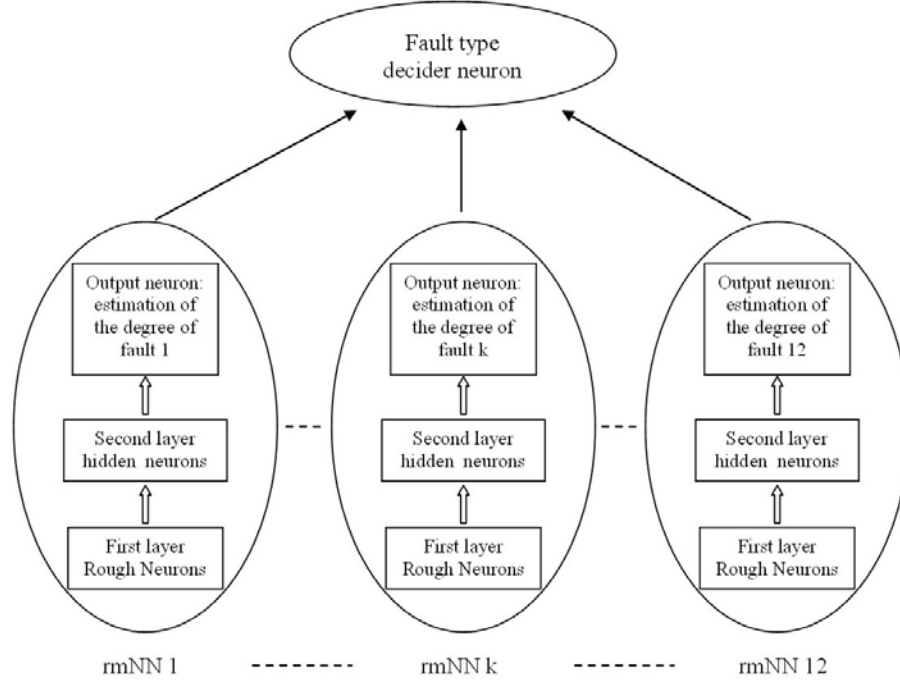 Fault type
decider neuron
Output neuron:
estimation of
the degree of
fault 1
Second layer
hidden neurons
First layer
Rough Neurons
Output neuron:
estimation of
the degree of
fault k
Second layer
hidden neurons
First layer
Rough Neurons
Output neuron:
estimation of
the degree of
fault 12
Second layer
hidden neurons
First layer
Rough Neurons
rmNN 1
rmNN k
rmNN 12